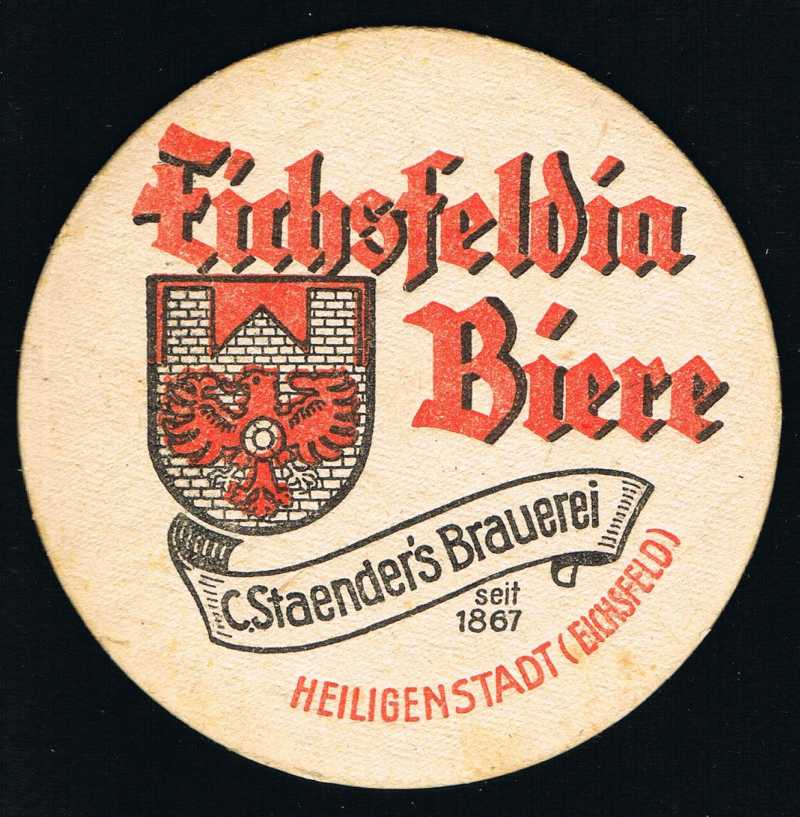 Eichsfeldia
Biere
C.Staender's Brauerei
seit
1867
HEILIGENSTADT (EICHSFELD)